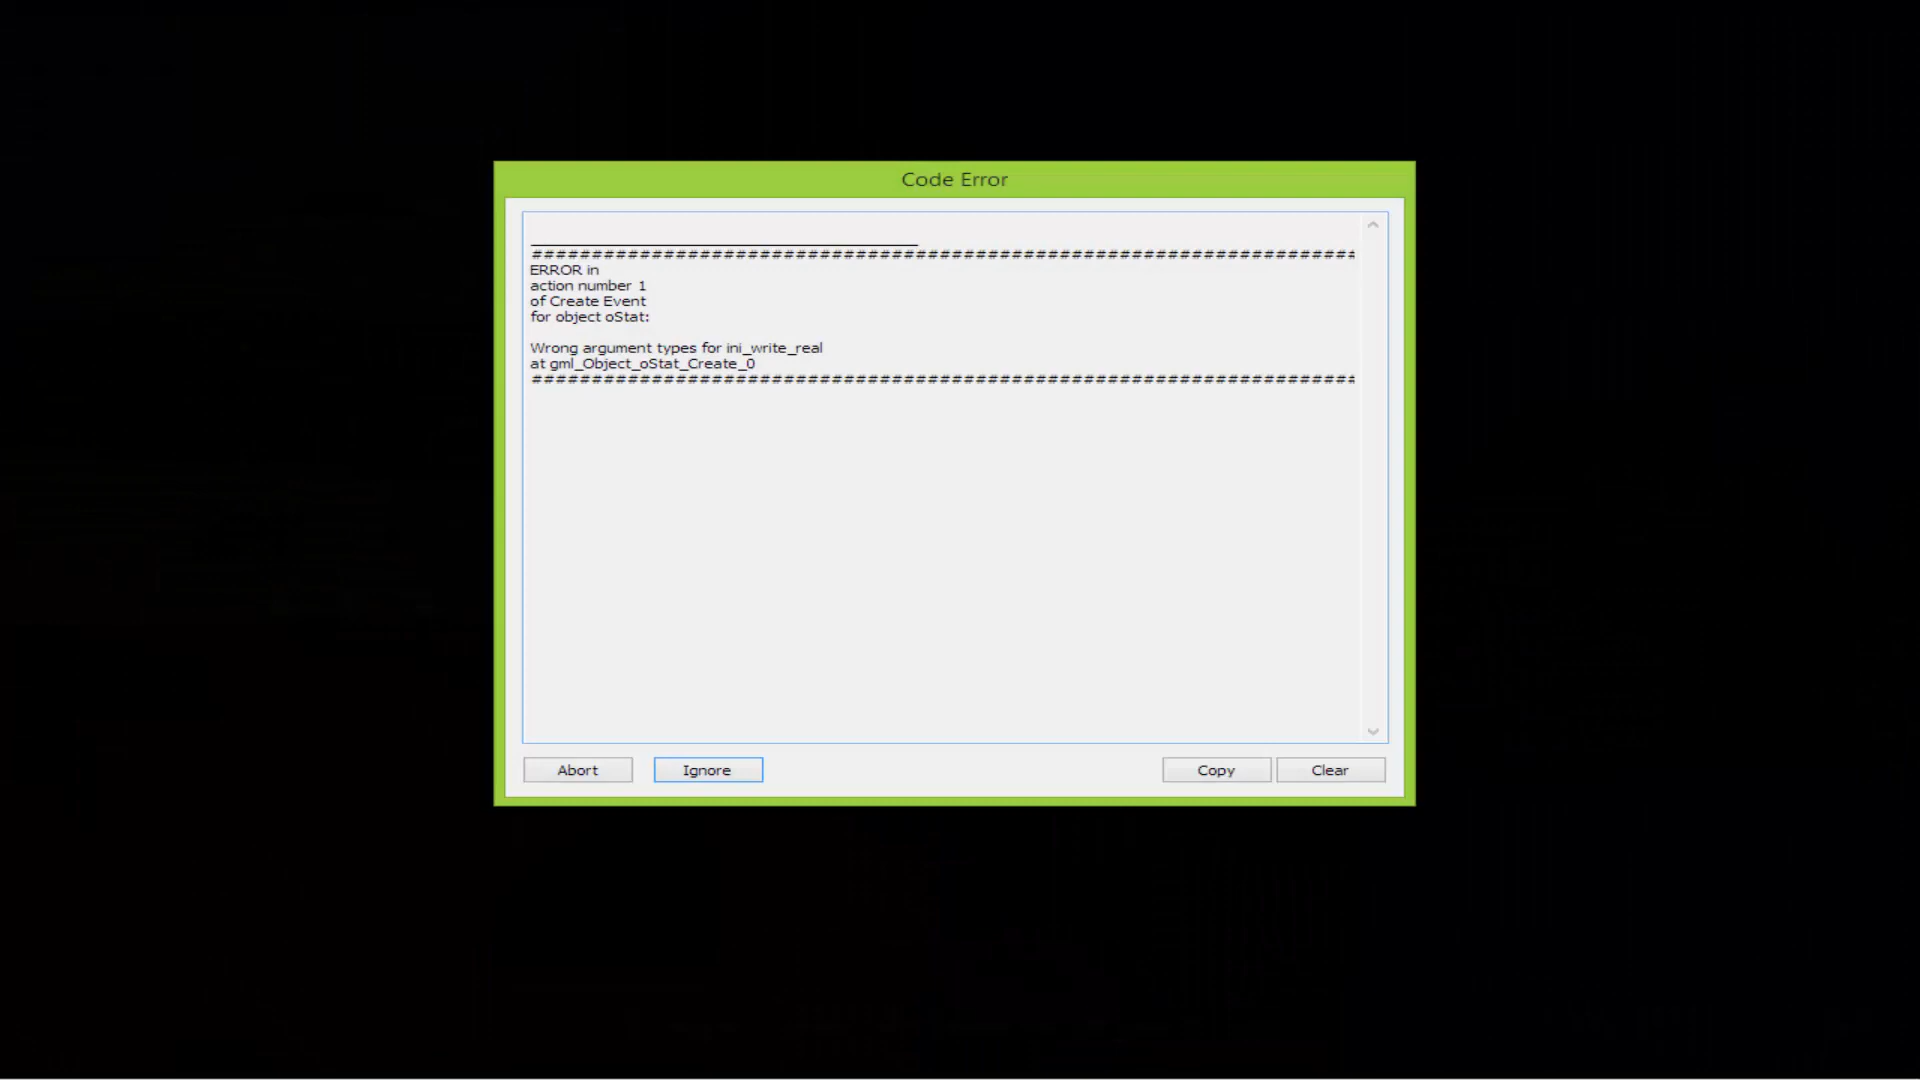 Code Error
____________________________________________
#####################################################################
ERROR in
action number 1
of Create Event
for object oStat:
Wrong argument types for ini_write_real
at gml_Object_oStat_Create_0
#####################################################################
Abort
Ignore
Copy
Clear